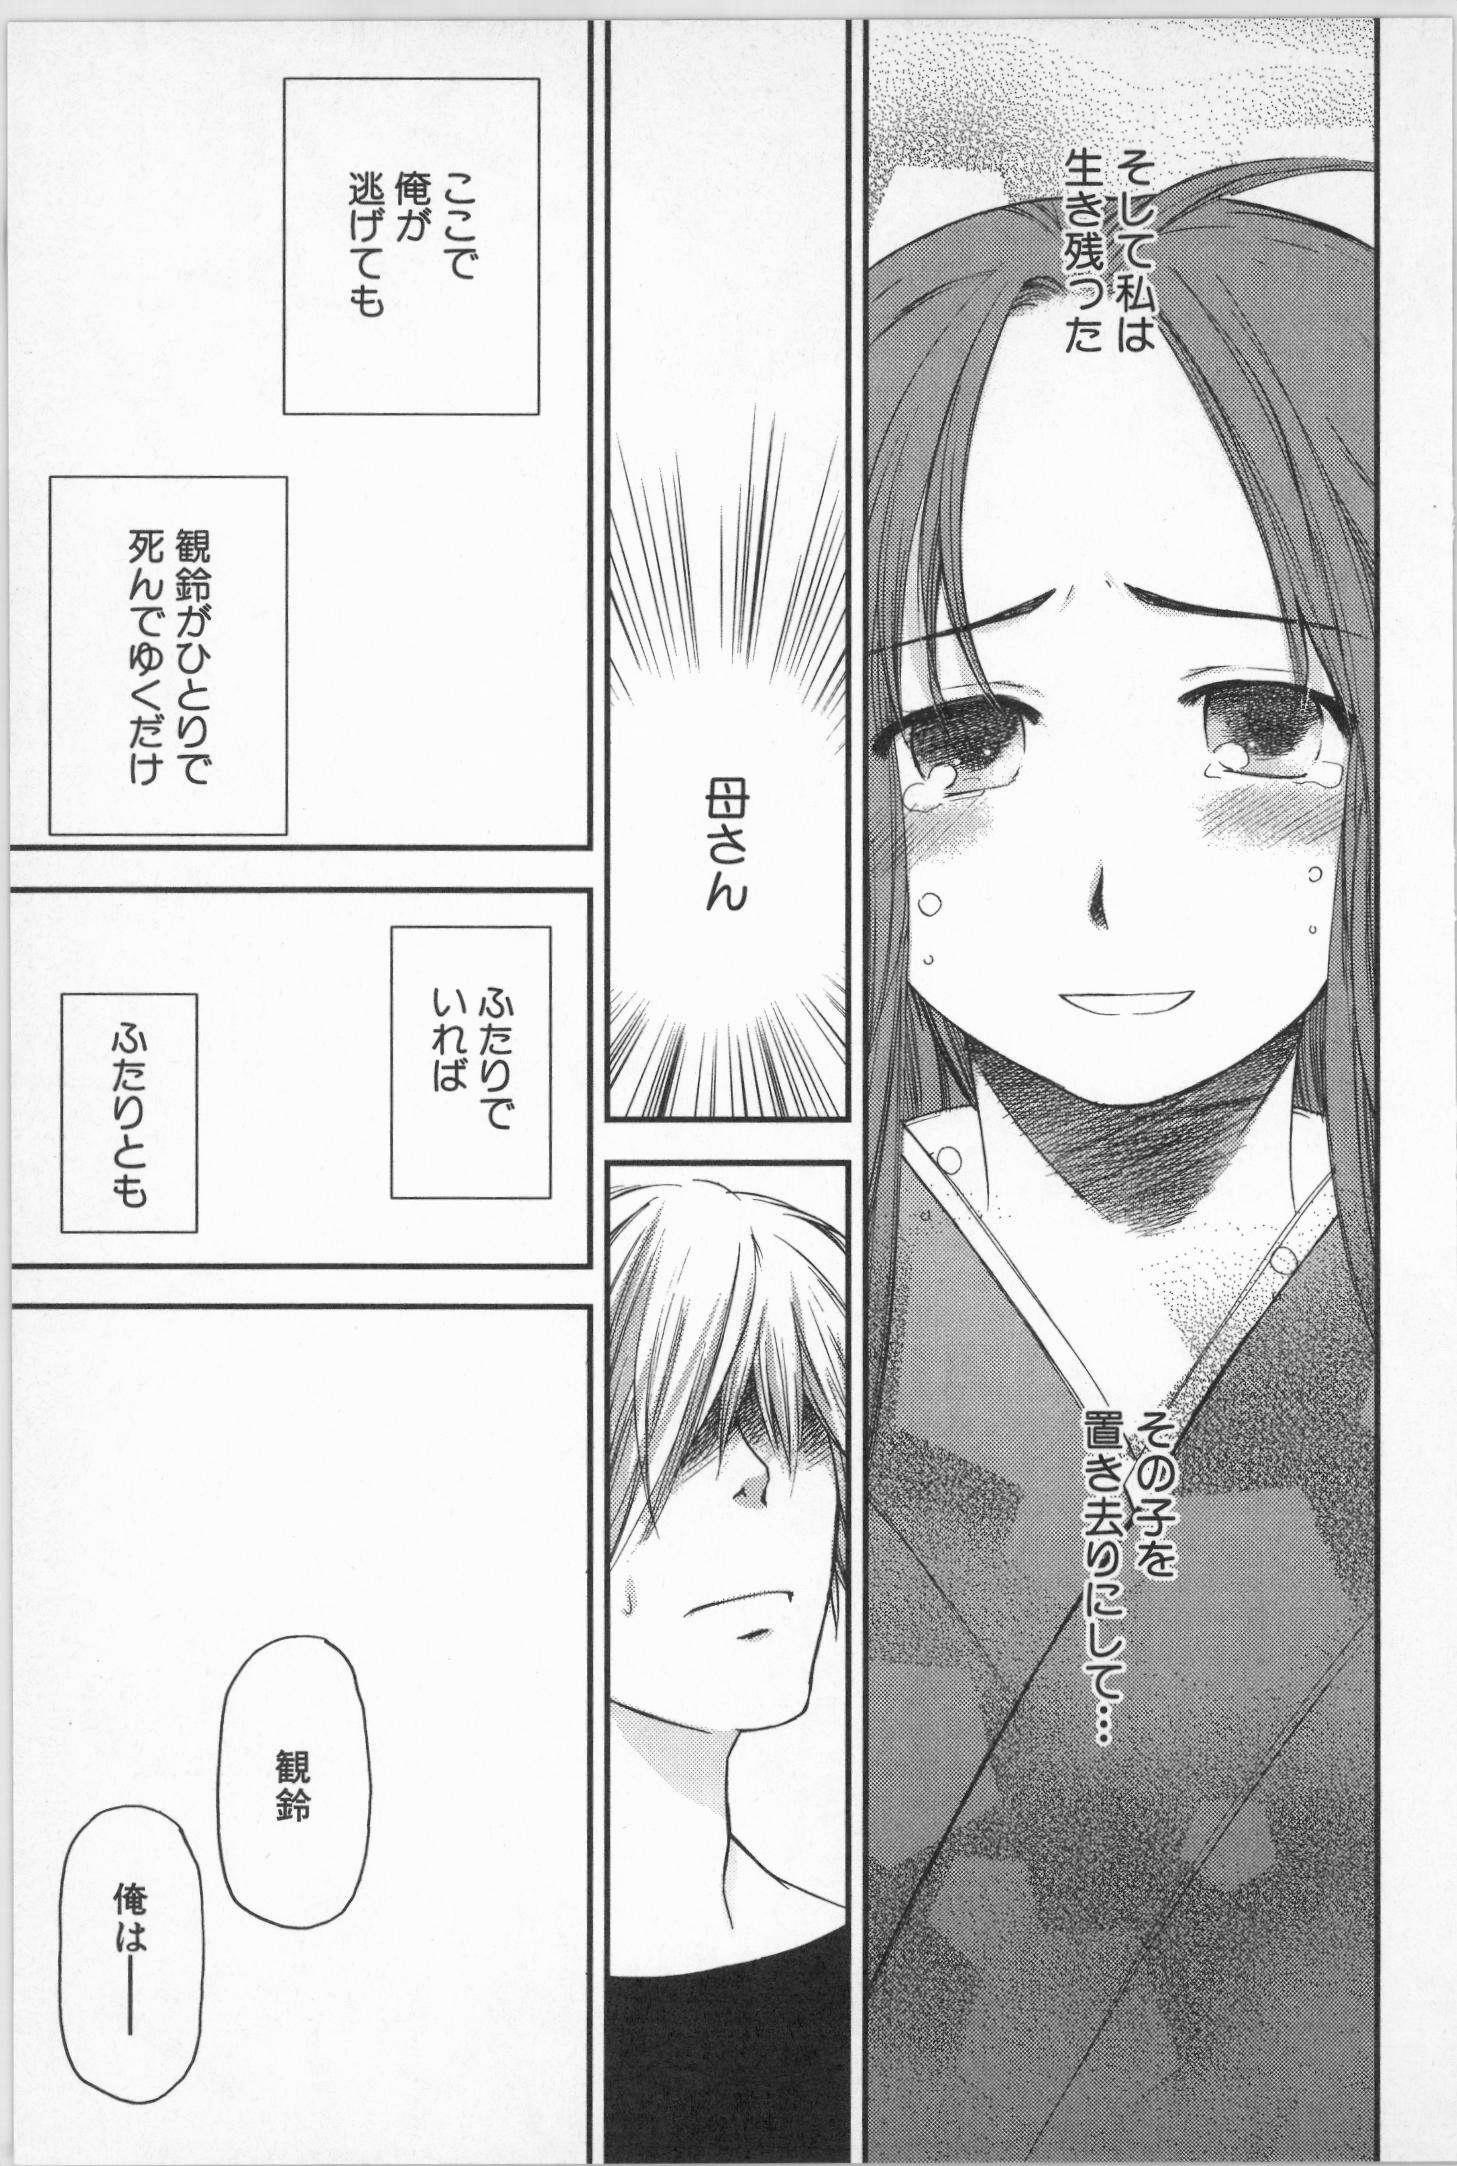 そして私は
生き残った
その子を
置き去りにして…
母さん
ここで
俺が
逃げても
観鈴がひとりで
死んでゆくだけ
ふたりで
いれば
ふたりとも
観鈴
俺は――